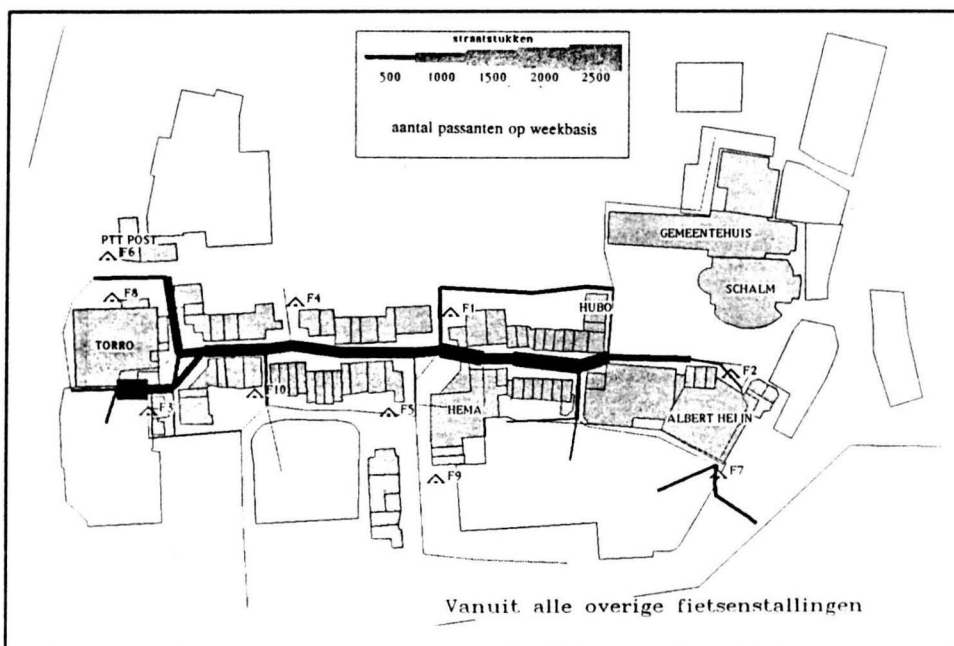 straatstukken
500 1000 1500 2000 2500
aantal passanten op weekbasis
GEMEENTEHUIS
PTT POST
F6
SCHALM
F8
F4
F1
HUBO
TORRO
F2
F10
F3
F5
HEMA
ALBERT HEIJN
F7
F9
Vanuit alle overige fietsenstallingen